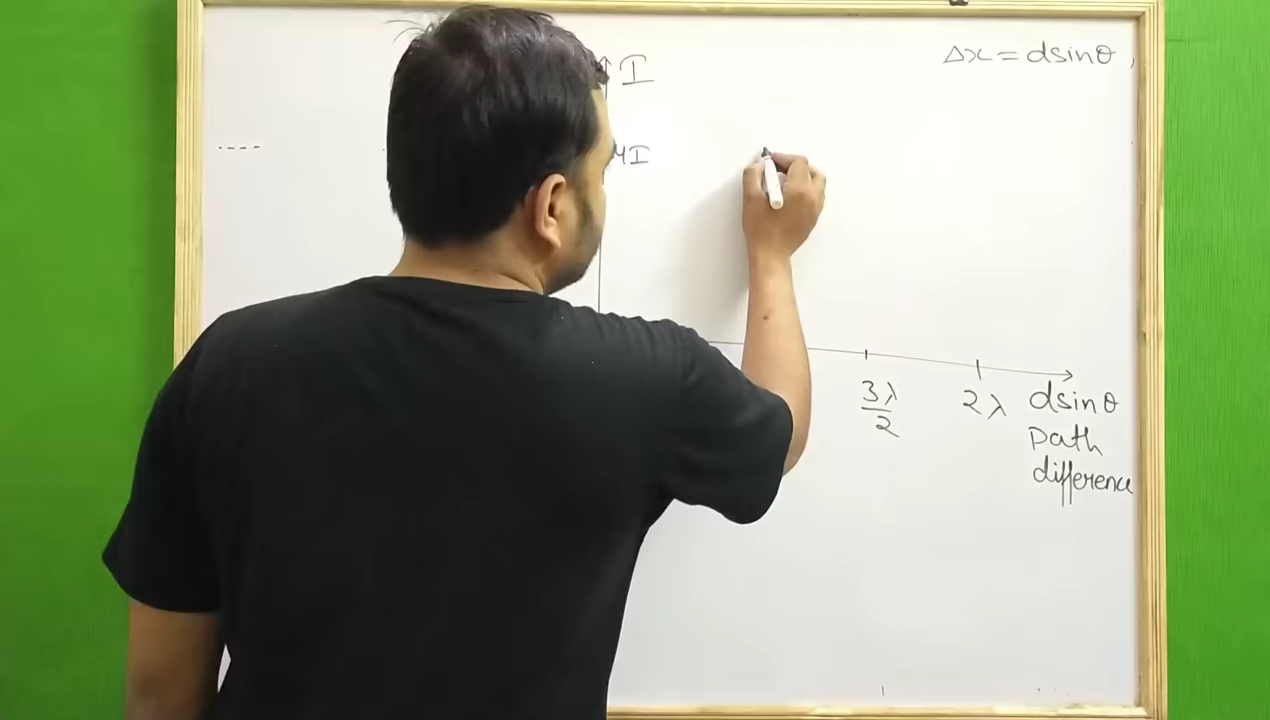 I
Δx = dsinθ,
4I
3λ
2
2λ
dsinθ
path
difference